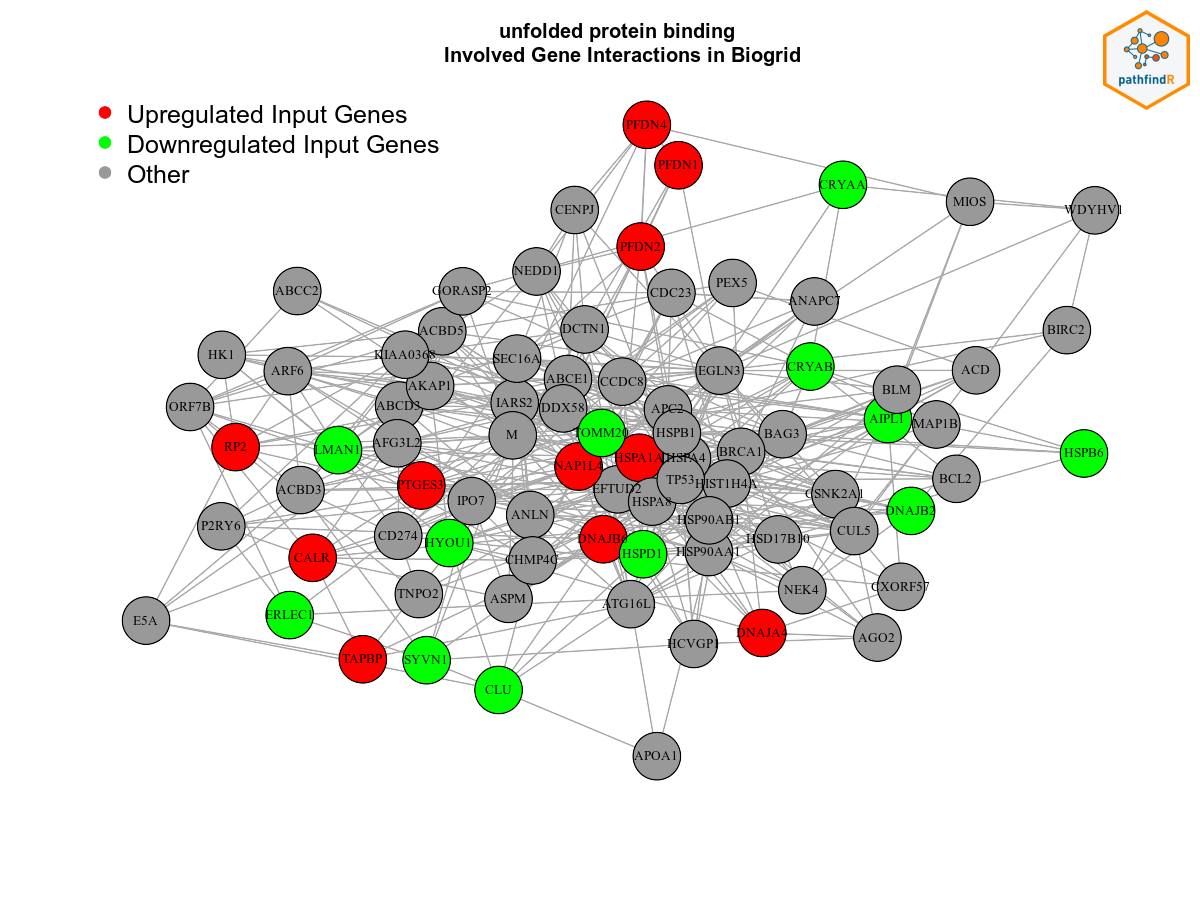 unfolded protein binding
Involved Gene Interactions in Biogrid
pathfindR
Upregulated Input Genes
Downregulated Input Genes
Other
PFDN4
PFDN1
CRYAA
MIOS
WDYHV1
CENPJ
PFDN2
NEDD1
CDC23
PEX5
ANAPC7
ABCC2
GORASP2
ACBD5
DCTN1
BIRC2
HK1
KIAA0368
SEC16A
ARF6
AKAP1
ABCE1
CCDC8
EGLN3
CRYAB
ACD
BLM
ORF7B
ABCD3
IARS2
DDX58
APC2
AIPL1
MAP1B
RP2
LMAN1
AFG3L2
M
TOMM20
HSPB1
BAG3
BRCA1
HSPB6
NAP1L4
HSPA1A
HSPA4
TP53
HIST1H4A
BCL2
ACBD3
PTGES3
IPO7
EFTUD2
HSPA8
CSNK2A1
DNAJB2
P2RY6
CD274
HYOU1
ANLN
HSP90AB1
CUL5
CALR
CHMP4C
DNAJB6
HSPD1
HSP90AA1
HSD17B10
E5A
ERLEC1
TNPO2
ASPM
ATG16L1
NEK4
CXORF57
TAPBP
SYVN1
HCVGP1
DNAJA4
AGO2
CLU
APOA1